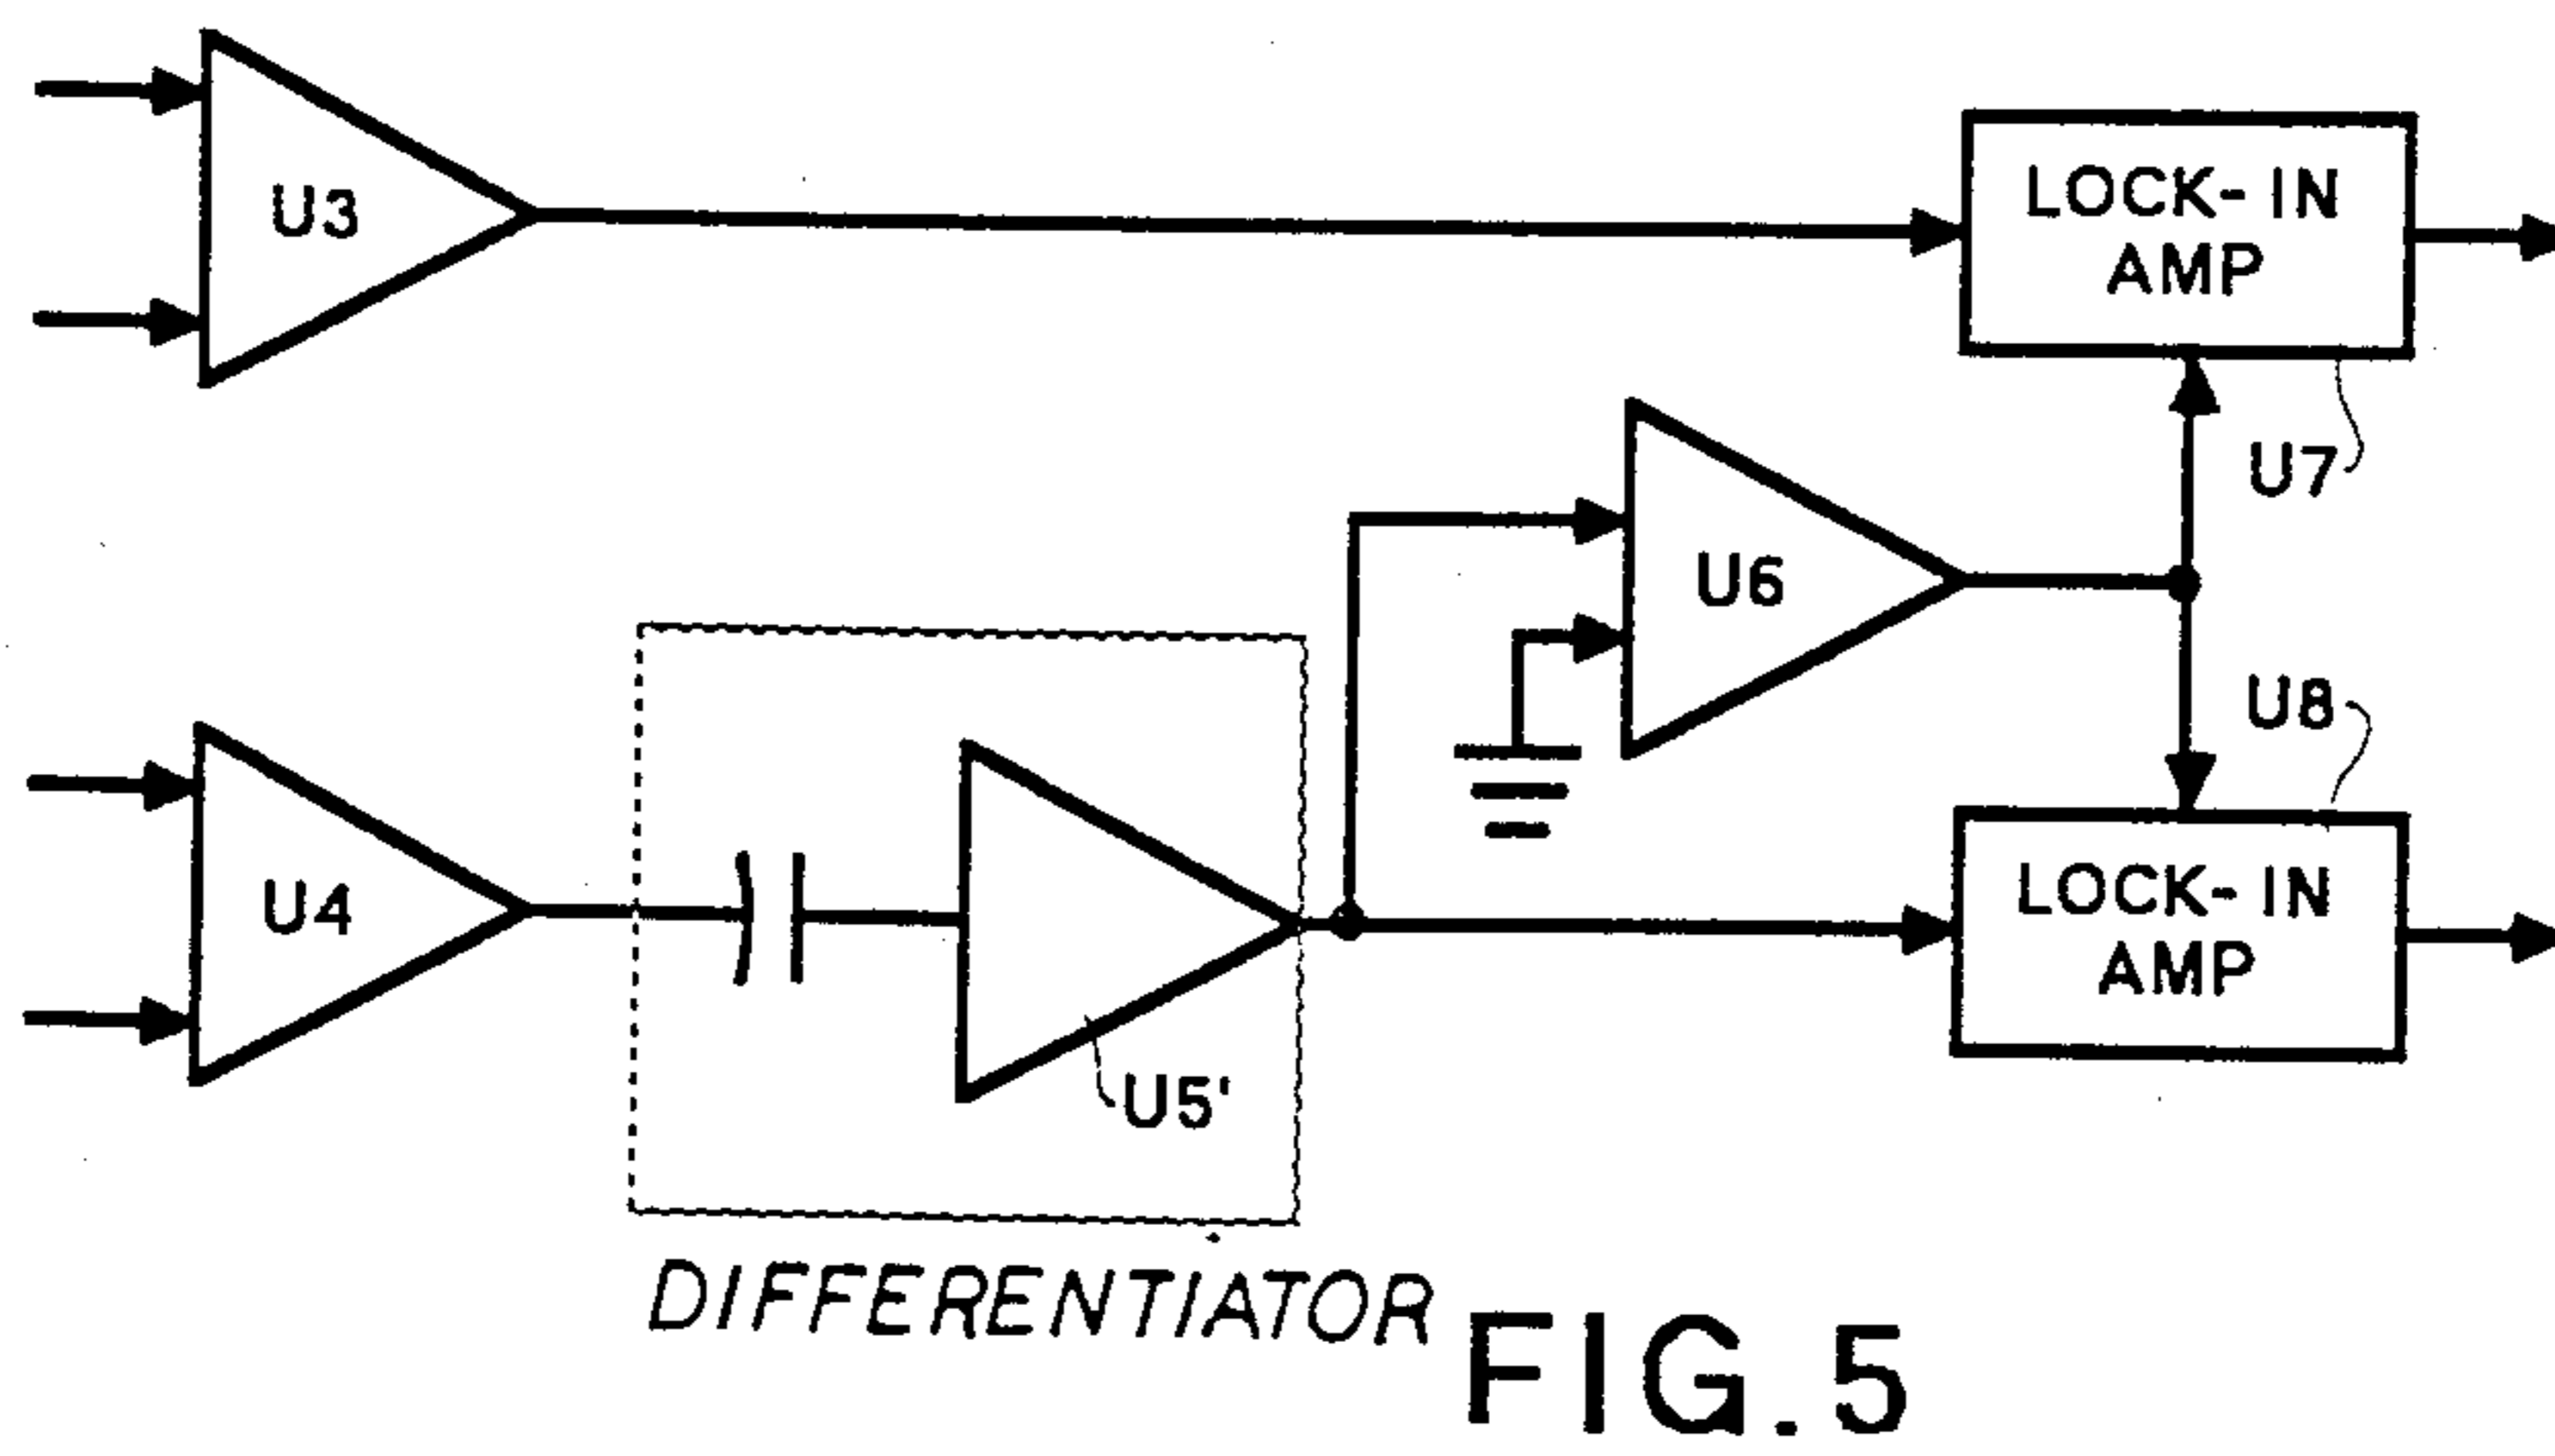 U3
LOCK-IN
AMP
U7
U6
U8
U4
LOCK-IN
AMP
U5'
DIFFERENTIATOR
FIG.5